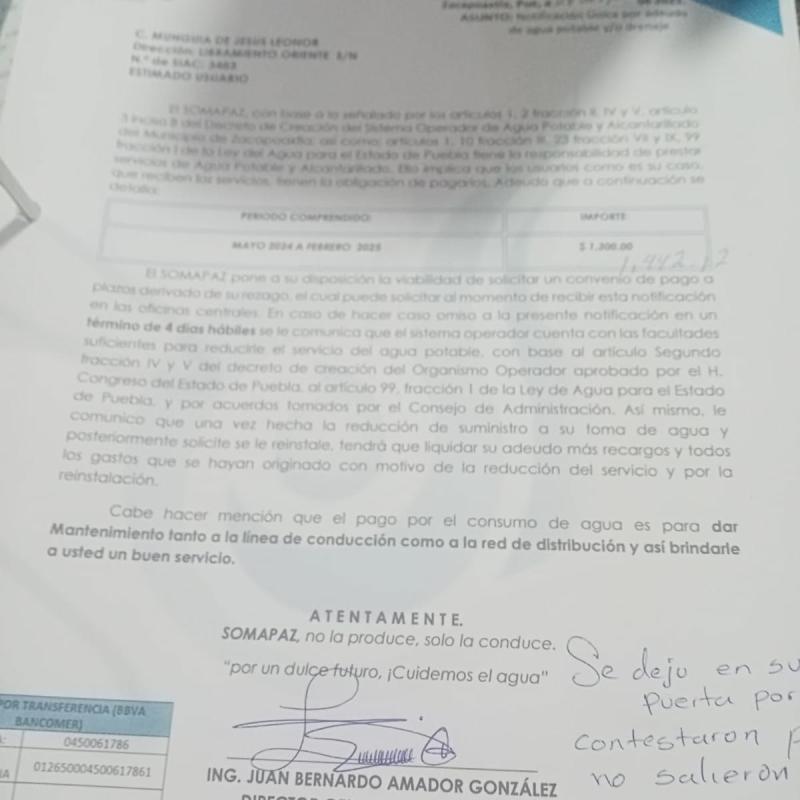 Zacapoaxtla, Pue, a
ASUNTO: Notificación Única por adeudo
de agua potable y/o drenaje
C. MUNGUIA DE JESUS LEONOR
Dirección: LIBRAMIENTO ORIENTE S/N
N.° de SIAC: 3483
ESTIMADO USUARIO
El SOMAPAZ, con base a lo señalado por los artículos 1, 2 fracción II, IV y V, artículo
3 inciso B del Decreto de Creación del Sistema Operador de Agua Potable y Alcantarillado
del Municipio de Zacapoaxtla; así como; artículos 1, 10 fracción III, 23 fracción VII y IX, 99
fracción I de la Ley del Agua para el Estado de Puebla tiene la responsabilidad de prestar
servicios de Agua Potable y Alcantarillado. Ello implica que los usuarios como es su caso,
que reciben los servicios, tienen la obligación de pagarlos. Adeudo que a continuación se
detalla:
PERIODO COMPRENDIDO: IMPORTE:
MAYO 2024 A FEBRERO 2025 $ 1,300.00
1,442.12
El SOMAPAZ pone a su disposición la viabilidad de solicitar un convenio de pago a
plazos derivado de su rezago, el cual puede solicitar al momento de recibir esta notificación
en las oficinas centrales. En caso de hacer caso omiso a la presente notificación en un
término de 4 días hábiles se le comunica que el sistema operador cuenta con las facultades
suficientes para reducirle el servicio del agua potable, con base al artículo Segundo
fracción IV y V del decreto de creación del Organismo Operador aprobado por el H.
Congreso del Estado de Puebla, al artículo 99, fracción 1 de la Ley de Agua para el Estado
de Puebla, y por acuerdos tomados por el Consejo de Administración. Así mismo, le
comunico que una vez hecha la reducción de suministro a su toma de agua y
posteriormente solicite se le reinstale, tendrá que liquidar su adeudo más recargos y todos
los gastos que se hayan originado con motivo de la reducción del servicio y por la
reinstalación.
Cabe hacer mención que el pago por el consumo de agua es para dar
Mantenimiento tanto a la línea de conducción como a la red de distribución y así brindarle
a usted un buen servicio.
ATENTAMENTE.
SOMAPAZ, no la produce, solo la conduce.
"por un dulce futuro, ¡Cuidemos el agua"
Se dejo en su
puerta por
contestaron
no salieron
POR TRANSFERENCIA (BBVA
BANCOMER)
0450061786
012650004500617861
ING. JUAN BERNARDO AMADOR GONZÁLEZ